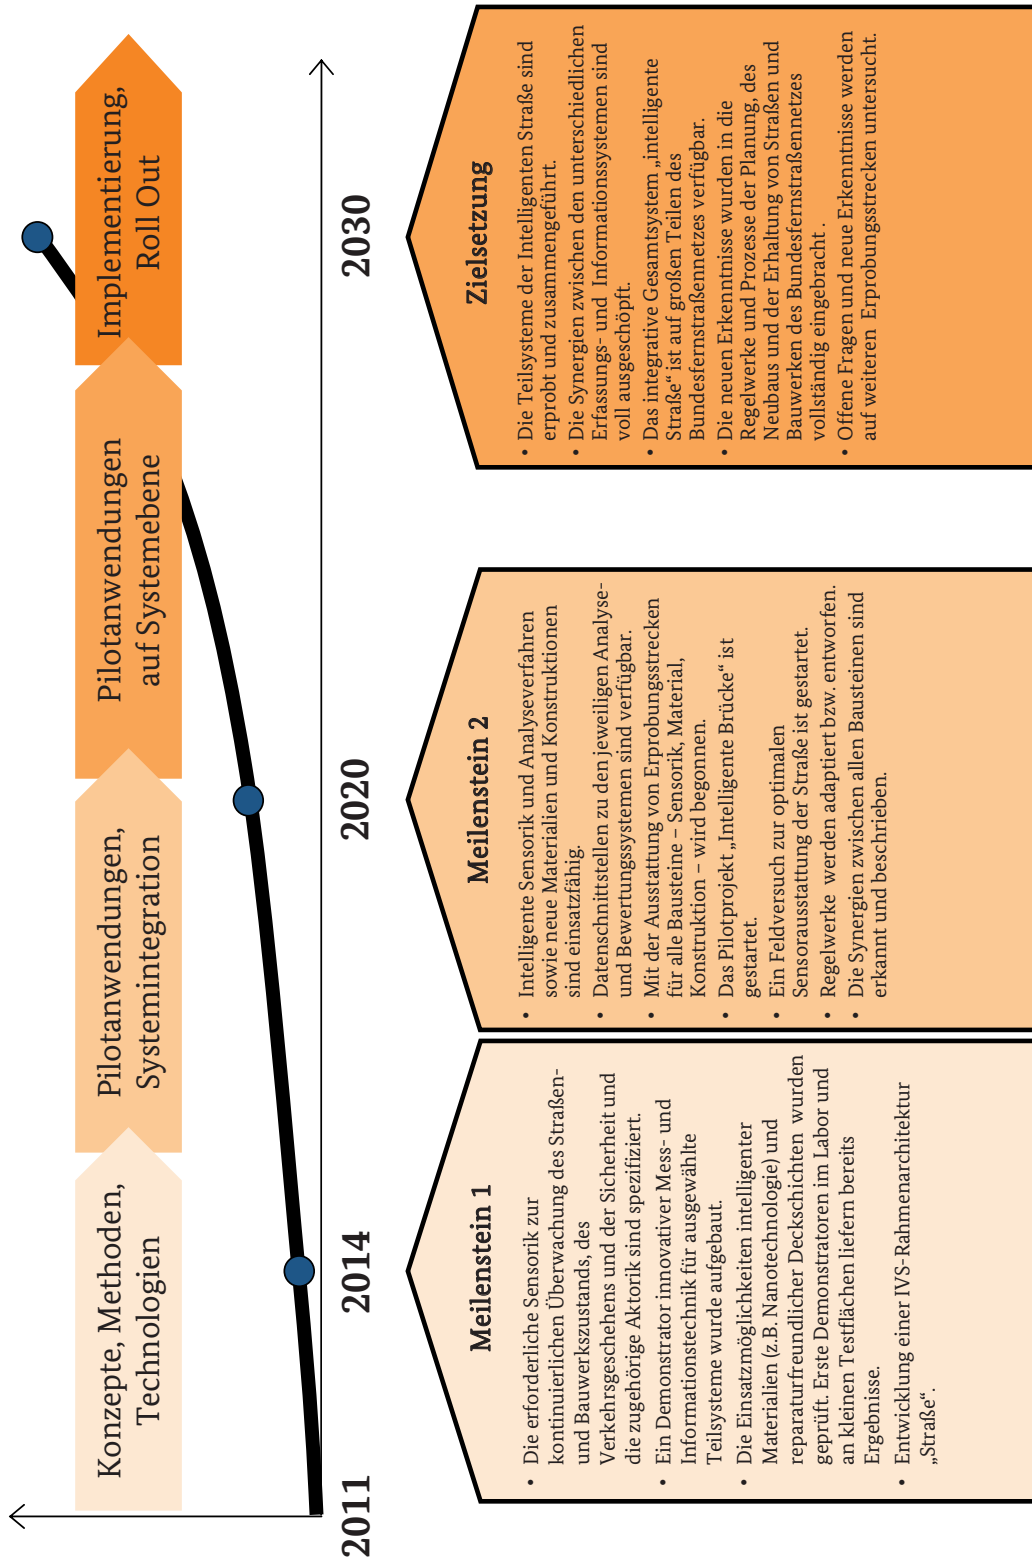 Konzepte, Methoden,
Technologien
Pilotanwendungen,
Systemintegration
Pilotanwendungen
auf Systemebene
Implementierung,
Roll Out
2011
2014
2020
2030
Meilenstein 1
• Die erforderliche Sensorik zur
kontinuierlichen Überwachung des Straßen-
und Bauwerkszustands, des
Verkehrsgeschehens und der Sicherheit und
die zugehörige Aktorik sind spezifiziert.
• Ein Demonstrator innovativer Mess- und
Informationstechnik für ausgewählte
Teilsysteme wurde aufgebaut.
• Die Einsatzmöglichkeiten intelligenter
Materialien (z.B. Nanotechnologie) und
reparaturfreundlicher Deckschichten wurden
geprüft. Erste Demonstratoren im Labor und
an kleinen Testflächen liefern bereits
Ergebnisse.
• Entwicklung einer IVS-Rahmenarchitektur
„Straße“.
Meilenstein 2
• Intelligente Sensorik und Analyseverfahren
sowie neue Materialien und Konstruktionen
sind einsatzfähig.
• Datenschnittstellen zu den jeweiligen Analyse-
und Bewertungssystemen sind verfügbar.
• Mit der Ausstattung von Erprobungsstrecken
für alle Bausteine – Sensorik, Material,
Konstruktion – wird begonnen.
• Das Pilotprojekt „Intelligente Brücke“ ist
gestartet.
• Ein Feldversuch zur optimalen
Sensorausstattung der Straße ist gestartet.
• Regelwerke werden adaptiert bzw. entworfen.
• Die Synergien zwischen allen Bausteinen sind
erkannt und beschrieben.
Zielsetzung
• Die Teilsysteme der Intelligenten Straße sind
erprobt und zusammengeführt.
• Die Synergien zwischen den unterschiedlichen
Erfassungs- und Informationssystemen sind
voll ausgeschöpft.
• Das integrative Gesamtsystem „intelligente
Straße“ ist auf großen Teilen des
Bundesfernstraßennetzes verfügbar.
• Die neuen Erkenntnisse wurden in die
Regelwerke und Prozesse der Planung, des
Neubaus und der Erhaltung von Straßen und
Bauwerken des Bundesfernstraßennetzes
vollständig eingebracht .
• Offene Fragen und neue Erkenntnisse werden
auf weiteren Erprobungsstrecken untersucht.